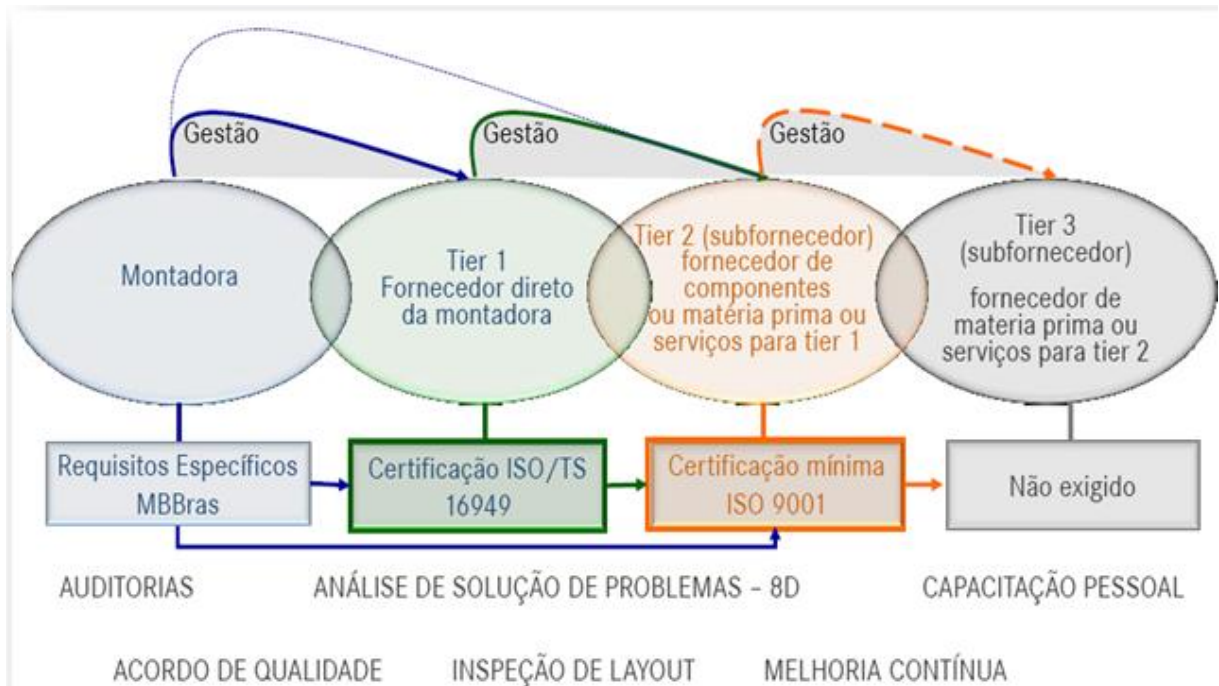 Gestão
Gestão
Gestão
Montadora
Tier 1
Fornecedor direto
da montadora
Tier 2 (subfornecedor)
fornecedor de
componentes
ou matéria prima ou
serviços para tier 1
Tier 3
(subfornecedor)
fornecedor de
materia prima ou
serviços para tier 2
Requisitos Específicos
MBBras
Certificação ISO/TS
16949
Certificação mínima
ISO 9001
Não exigido
AUDITORIAS
ANÁLISE DE SOLUÇÃO DE PROBLEMAS – 8D
CAPACITAÇÃO PESSOAL
ACORDO DE QUALIDADE
INSPEÇÃO DE LAYOUT
MELHORIA CONTÍNUA